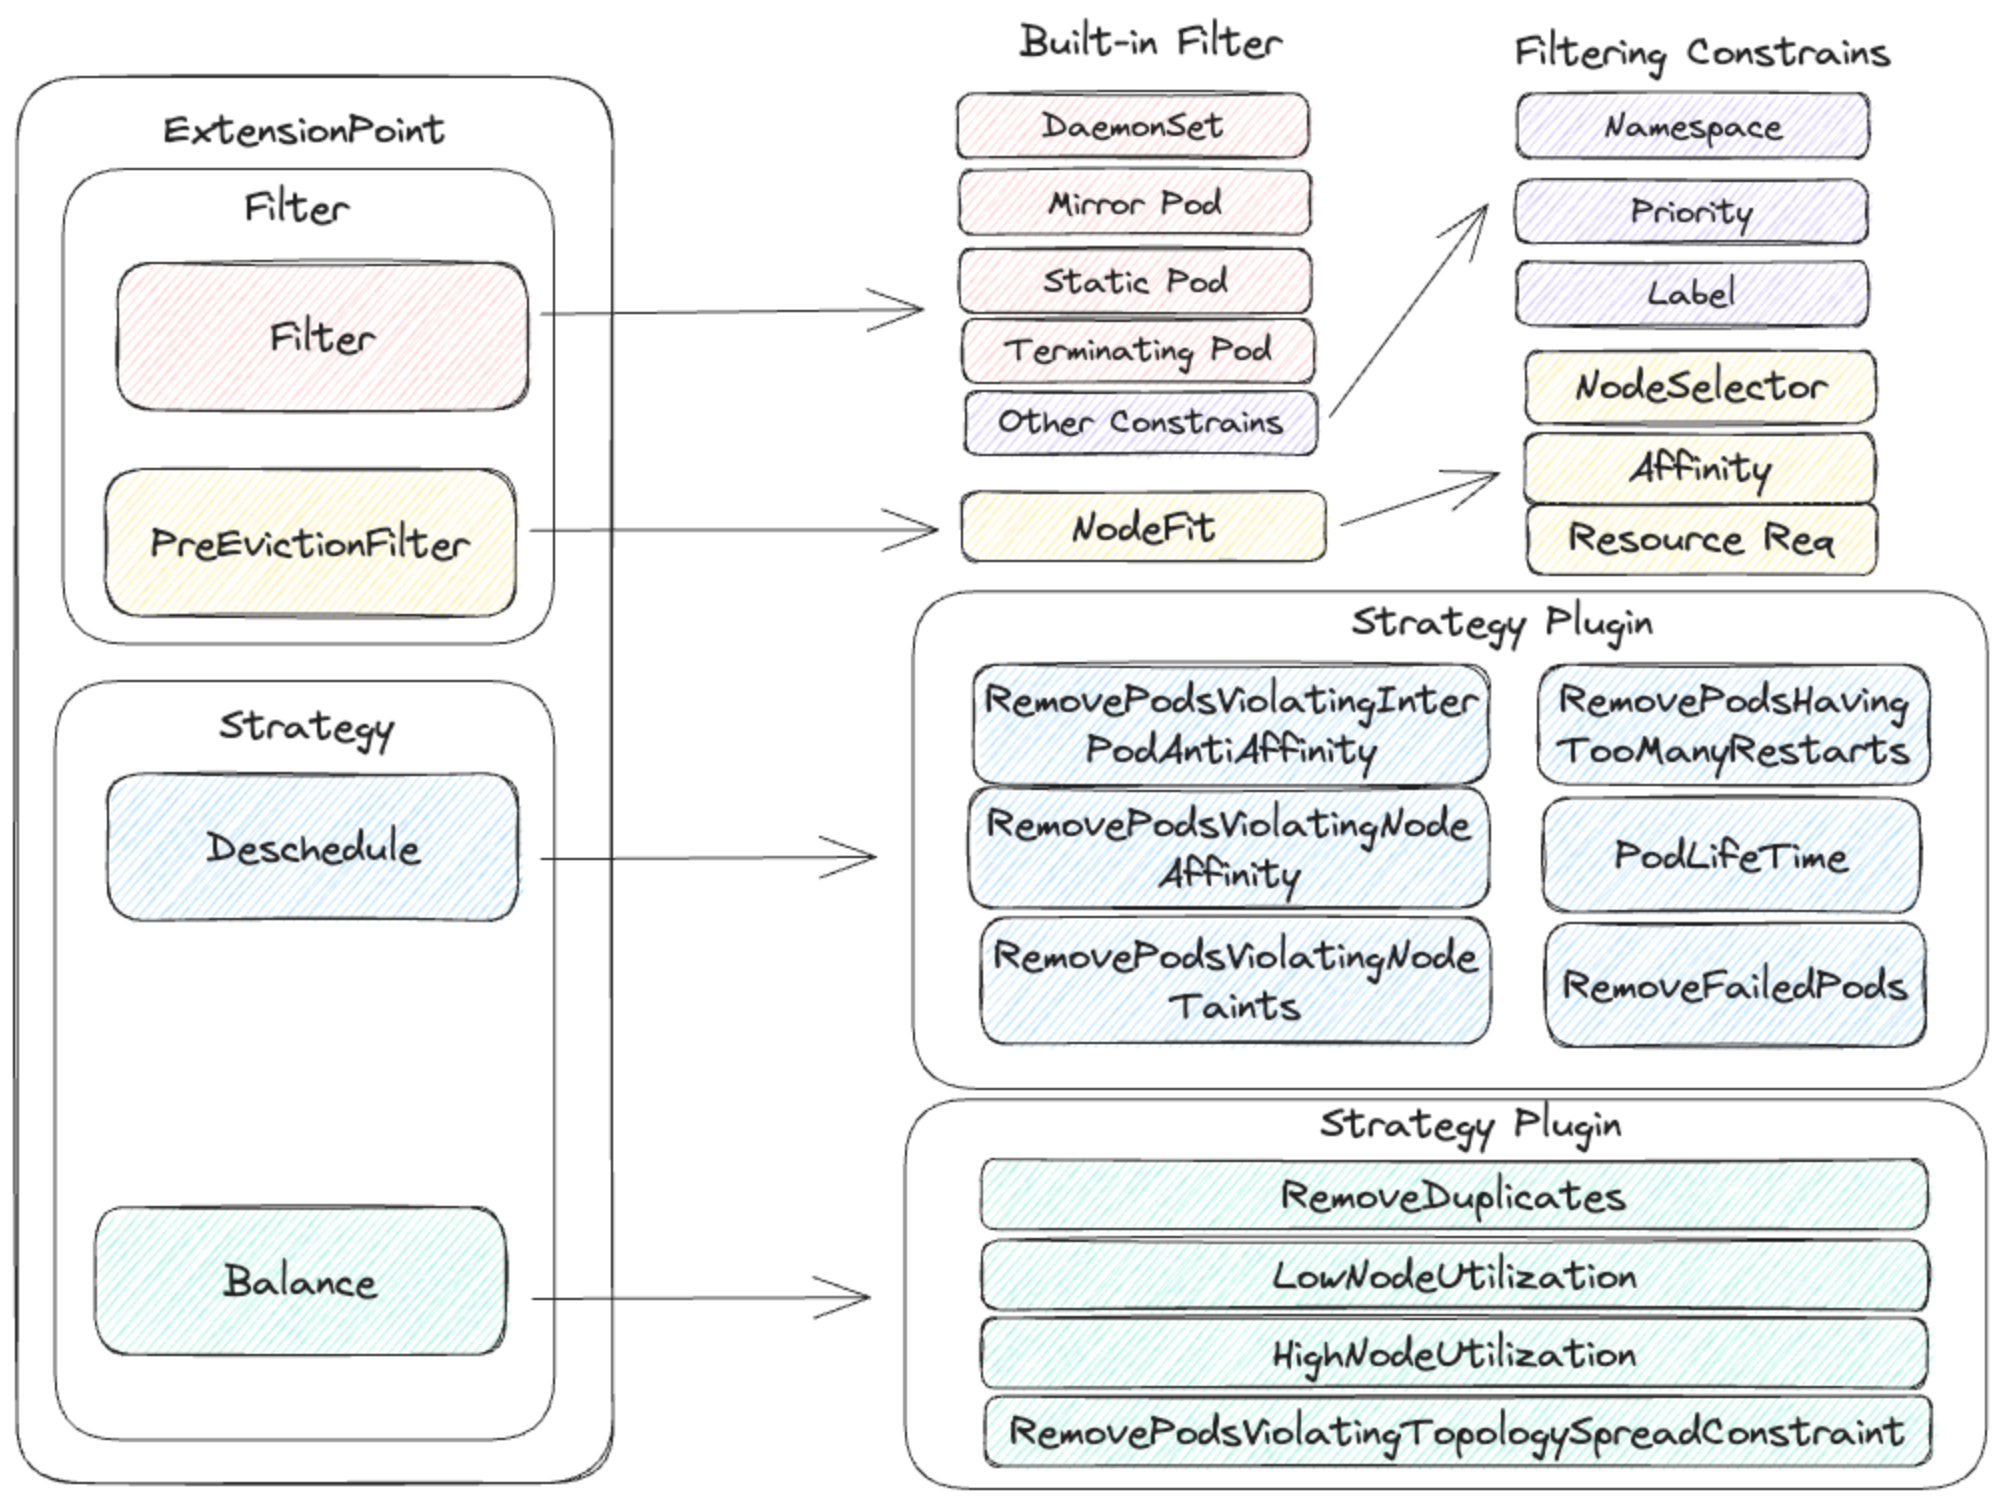 ExtensionPoint
Filter
Filter
PreEvictionFilter
Strategy
Deschedule
Balance
Built-in Filter
DaemonSet
Mirror Pod
Static Pod
Terminating Pod
Other Constrains
NodeFit
Filtering Constrains
Namespace
Priority
Label
NodeSelector
Affinity
Resource Req
Strategy Plugin
RemovePodsViolatingInter
PodAntiAffinity
RemovePodsHaving
TooManyRestarts
RemovePodsViolatingNode
Affinity
PodLifeTime
RemovePodsViolatingNode
Taints
RemoveFailedPods
Strategy Plugin
RemoveDuplicates
LowNodeUtilization
HighNodeUtilization
RemovePodsViolatingTopologySpreadConstraint